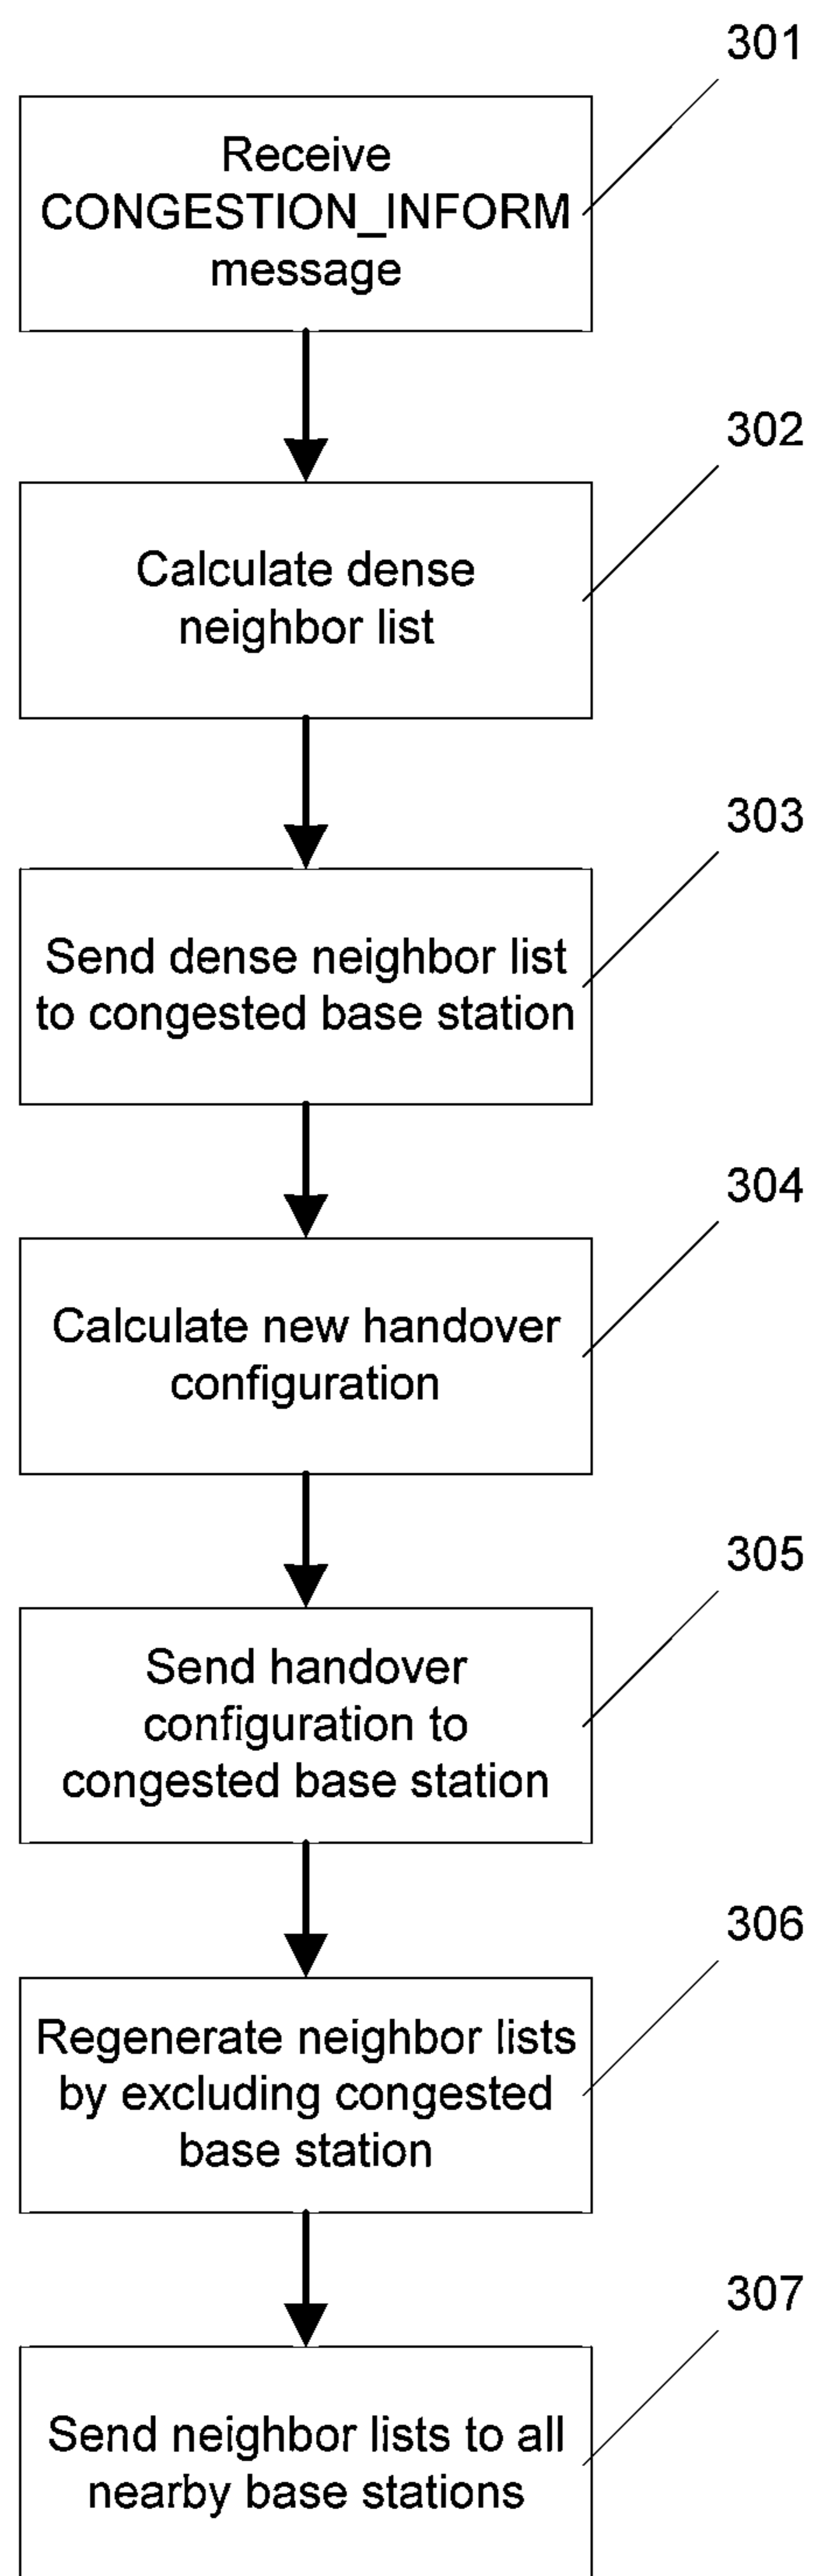 301
Receive
CONGESTION_INFORM
message
302
Calculate dense
neighbor list
303
Send dense neighbor list
to congested base station
304
Calculate new handover
configuration
305
Send handover
configuration to
congested base station
306
Regenerate neighbor lists
by excluding congested
base station
307
Send neighbor lists to all
nearby base stations